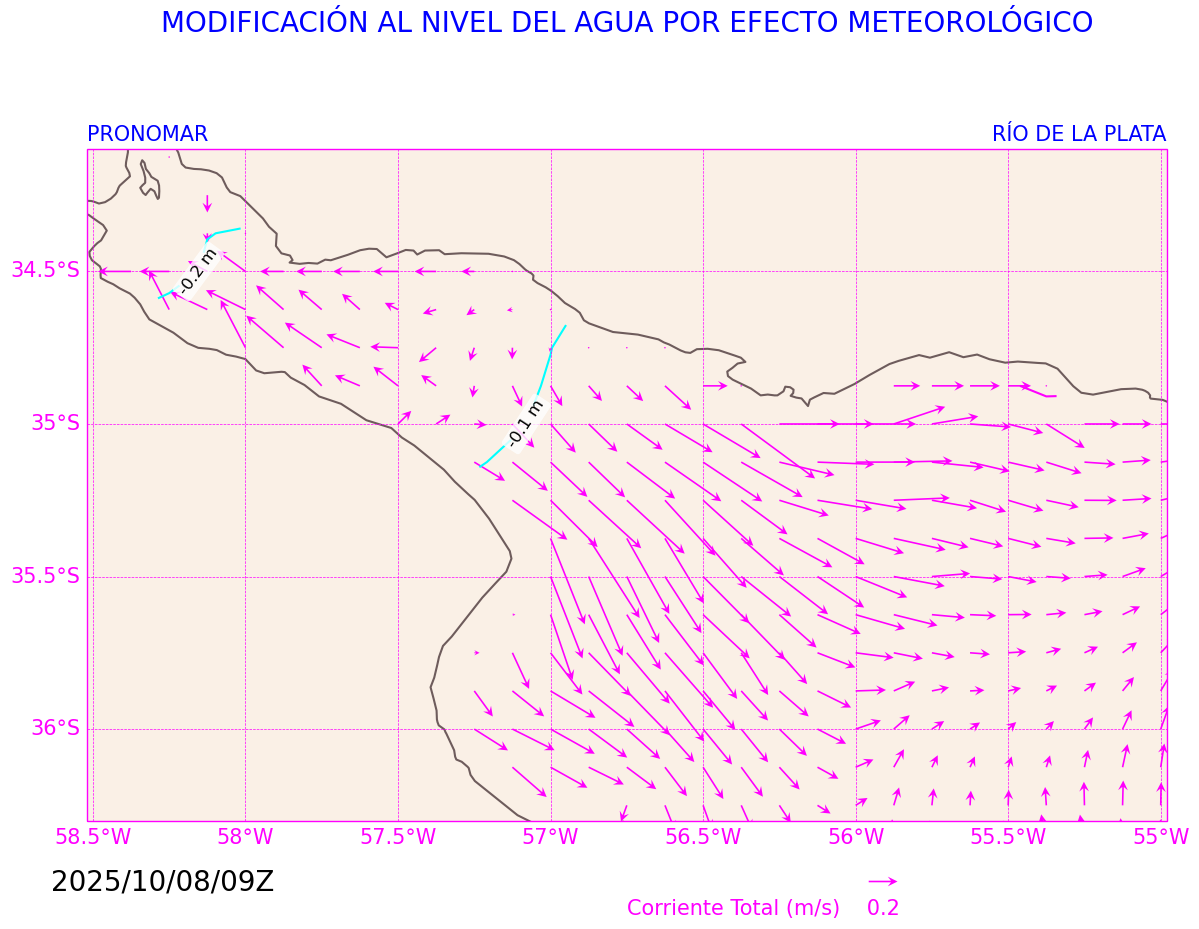 MODIFICACIÓN AL NIVEL DEL AGUA POR EFECTO METEOROLÓGICO
PRONOMAR
RÍO DE LA PLATA
-0.2 m
34.5°S
-0.1 m
35°S
35.5°S
36°S
58.5°W
58°W
57.5°W
57°W
56.5°W
56°W
55.5°W
55°W
2025/10/08/09Z
Corriente Total (m/s) 0.2